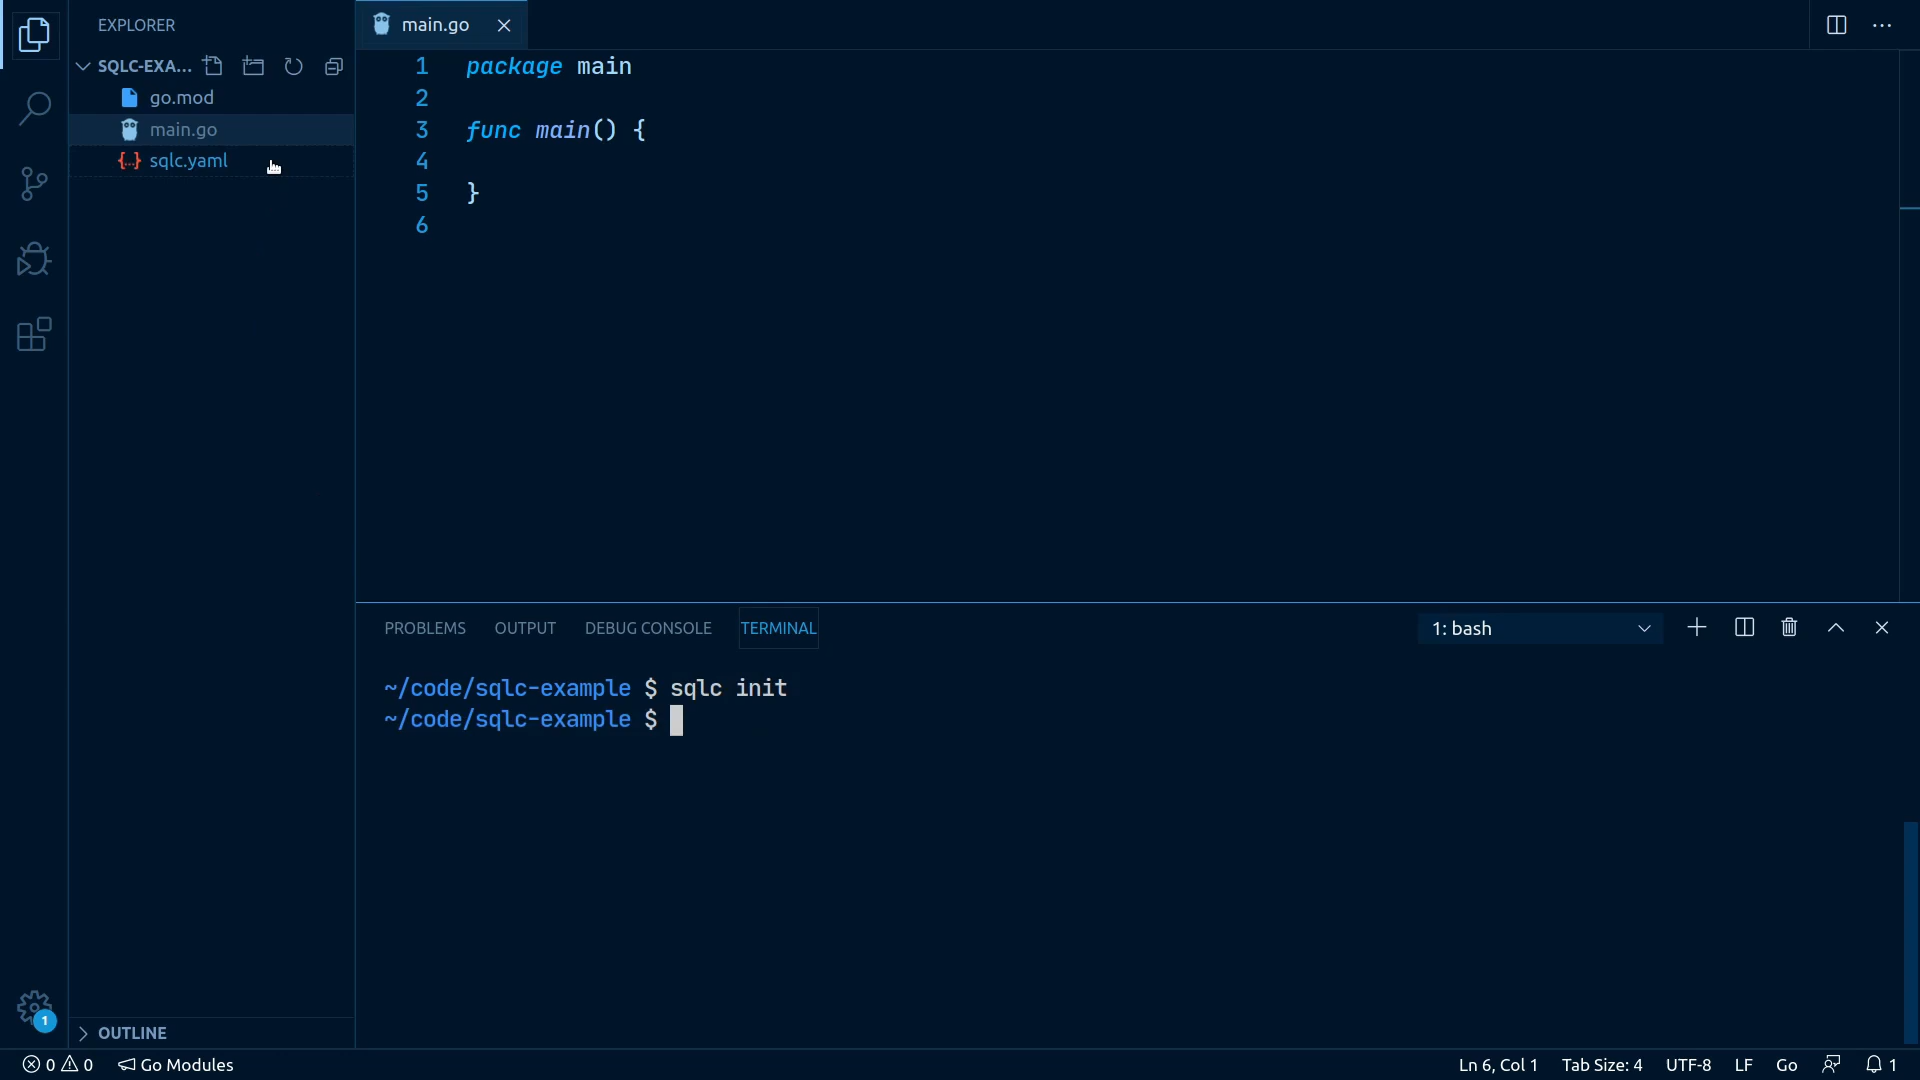 EXPLORER
SQLC-EXA...
go.mod
main.go
sqlc.yaml
OUTLINE
main.go
1 package main
2
3 func main() {
4
5 }
6
PROBLEMS OUTPUT DEBUG CONSOLE TERMINAL 1: bash
~/code/sqlc-example $ sqlc init
~/code/sqlc-example $
1
0 0 Go Modules Ln 6, Col 1 Tab Size: 4 UTF-8 LF Go 1